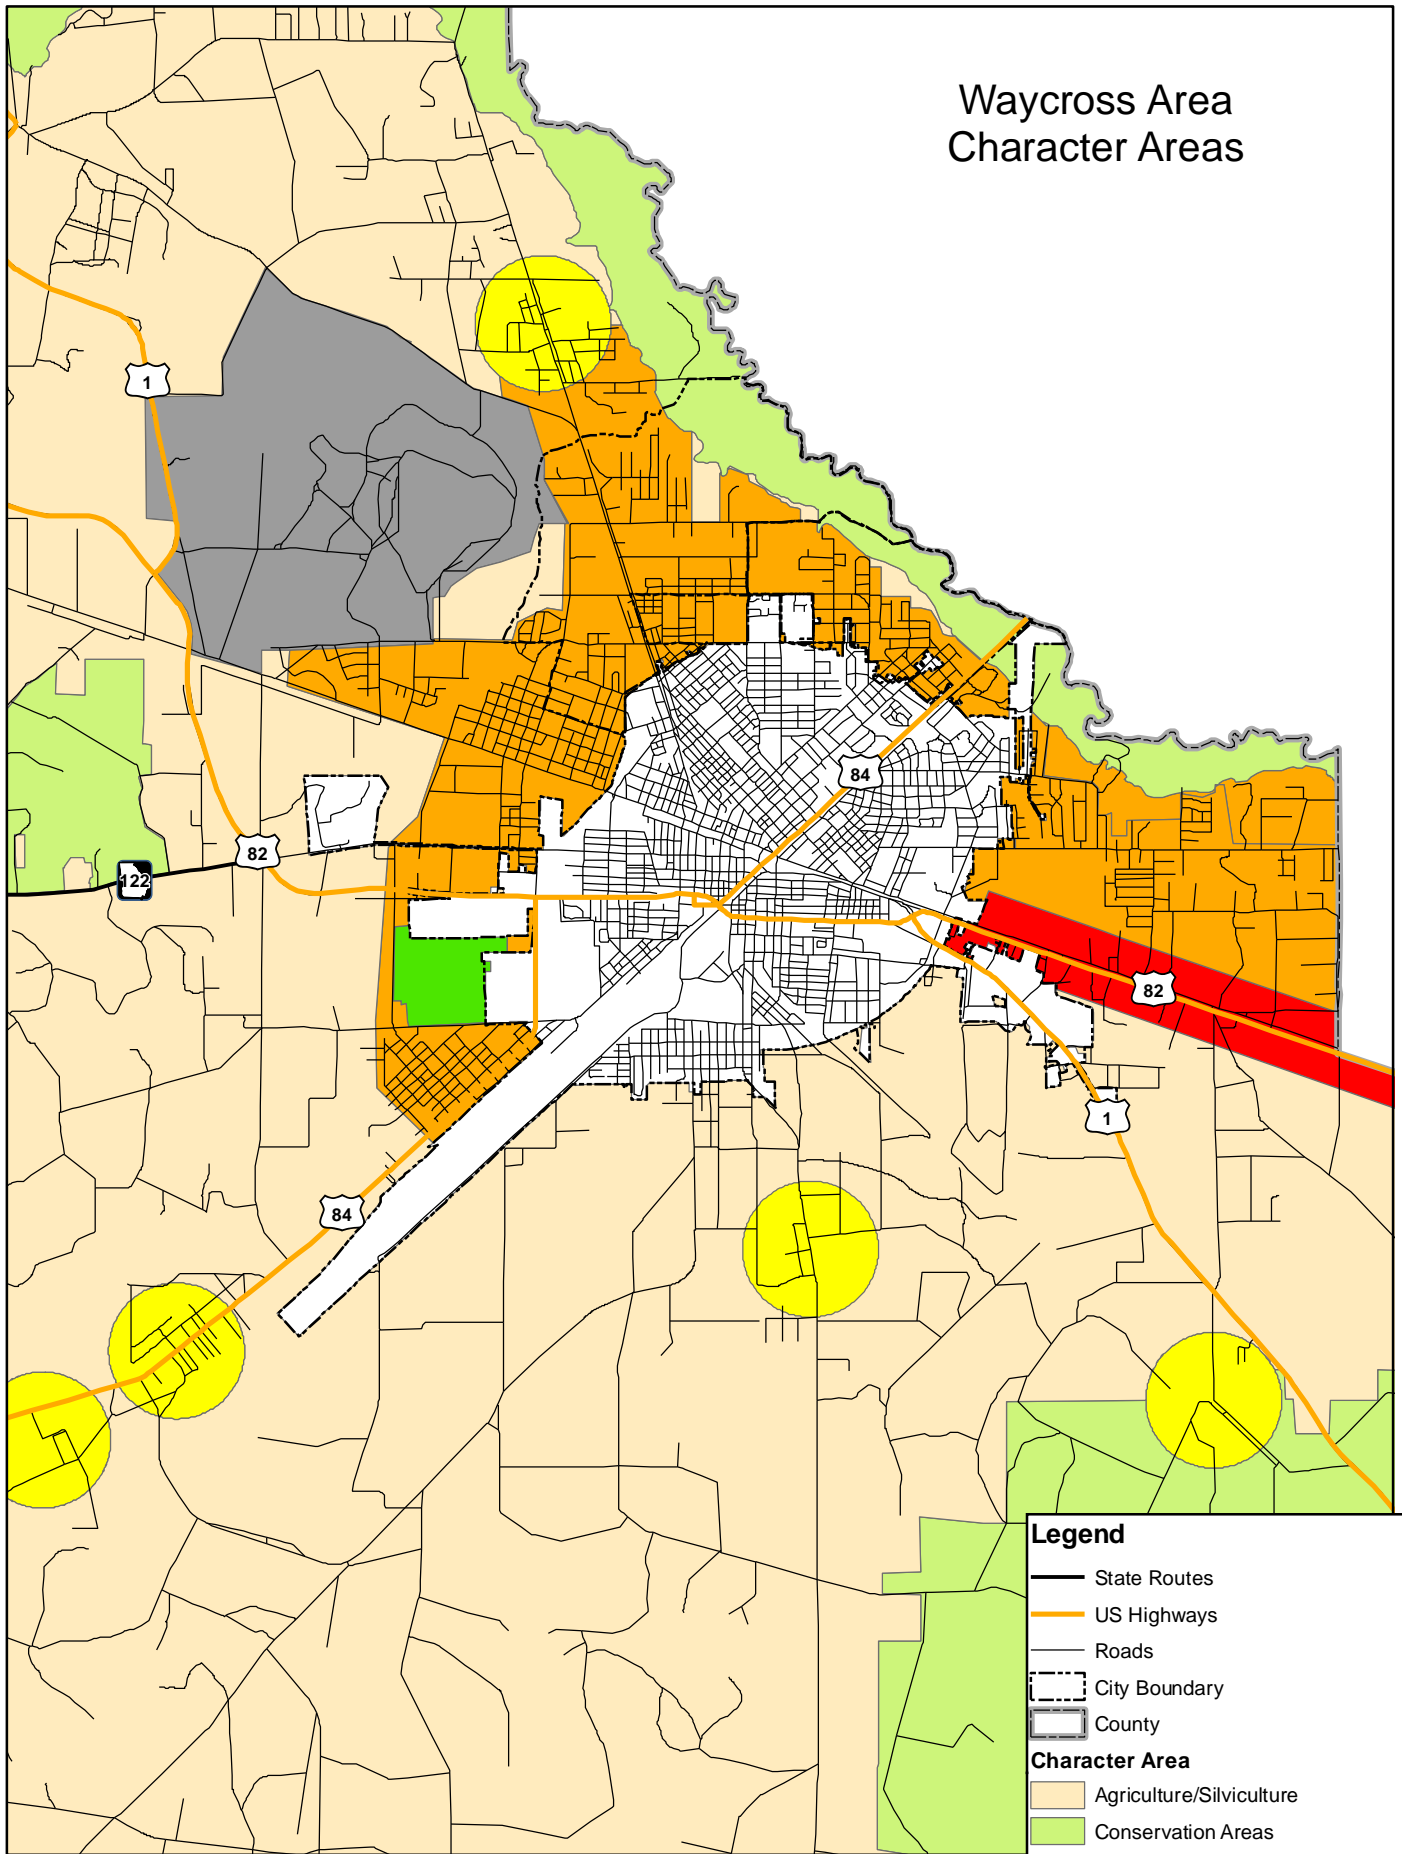 Waycross Area
Character Areas
1
84
82
122
82
1
84
Legend
State Routes
US Highways
Roads
City Boundary
County
Character Area
Agriculture/Silviculture
Conservation Areas